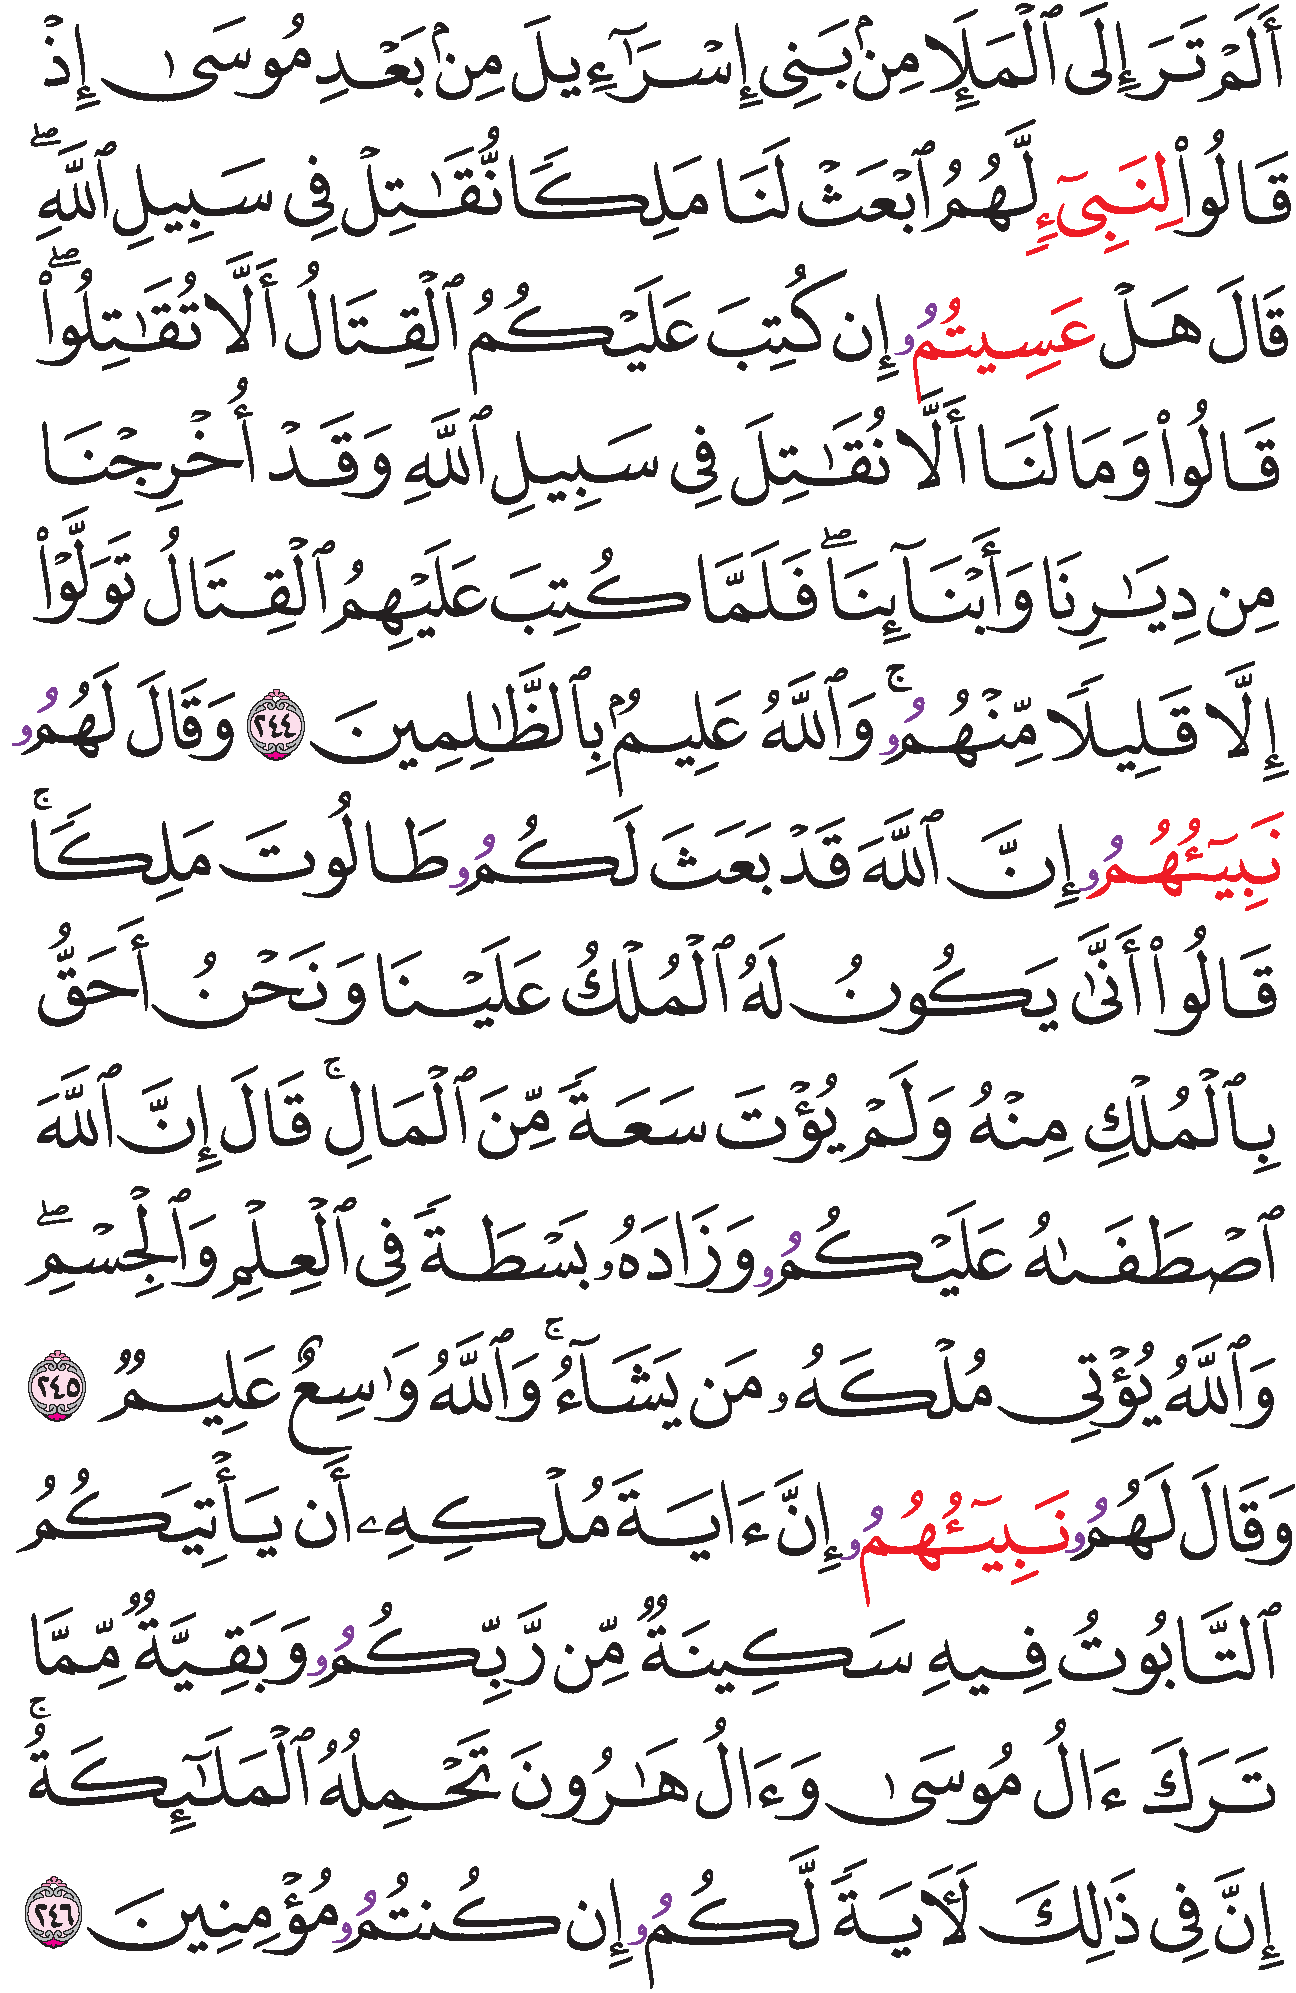 أَلَمۡ تَرَ إِلَى ٱلۡمَلَإِ مِنۢ بَنِي إِسۡرَٰٓءِيلَ مِنۢ بَعۡدِ مُوسَىٰ إِذۡ
قَالُواْ لِنَبِيٓءٖ لَّهُمُ ٱبۡعَثۡ لَنَا مَلِكٗا نُّقَٰتِلۡ فِي سَبِيلِ ٱللَّهِۖ
قَالَ هَلۡ عَسِيتُمُۥ إِن كُتِبَ عَلَيۡكُمُ ٱلۡقِتَالُ أَلَّا تُقَٰتِلُواْۖ
قَالُواْ وَمَا لَنَا أَلَّا نُقَٰتِلَ فِي سَبِيلِ ٱللَّهِ وَقَدۡ أُخۡرِجۡنَا
مِن دِيَٰرِنَا وَأَبۡنَآئِنَاۖ فَلَمَّا كُتِبَ عَلَيۡهِمُ ٱلۡقِتَالُ تَوَلَّوۡاْ
إِلَّا قَلِيلٗا مِّنۡهُمُۥۚ وَٱللَّهُ عَلِيمُۢ بِٱلظَّٰلِمِينَ ٢٤٤ وَقَالَ لَهُمُۥ
نَبِيٓـُٔهُمُۥ إِنَّ ٱللَّهَ قَدۡ بَعَثَ لَكُمُۥ طَالُوتَ مَلِكٗاۚ
قَالُواْ أَنَّىٰ يَكُونُ لَهُ ٱلۡمُلۡكُ عَلَيۡنَا وَنَحۡنُ أَحَقُّ
بِٱلۡمُلۡكِ مِنۡهُ وَلَمۡ يُؤۡتَ سَعَةٗ مِّنَ ٱلۡمَالِۚ قَالَ إِنَّ ٱللَّهَ
ٱصۡطَفَىٰهُ عَلَيۡكُمُۥ وَزَادَهُۥ بَسۡطَةٗ فِي ٱلۡعِلۡمِ وَٱلۡجِسۡمِۖ
وَٱللَّهُ يُؤۡتِي مُلۡكَهُۥ مَن يَشَآءُۚ وَٱللَّهُ وَٰسِعٌ عَلِيمٞ ٢٤٥
وَقَالَ لَهُمُۥ نَبِيٓـُٔهُمُۥ إِنَّ ءَايَةَ مُلۡكِهِۦ أَن يَأۡتِيَكُمُ
ٱلتَّابُوتُ فِيهِ سَكِينَةٞ مِّن رَّبِّكُمُۥ وَبَقِيَّةٞ مِّمَّا
تَرَكَ ءَالُ مُوسَىٰ وَءَالُ هَٰرُونَ تَحۡمِلُهُ ٱلۡمَلَٰٓئِكَةُۚ
إِنَّ فِي ذَٰلِكَ لَأٓيَةٗ لَّكُمُۥ إِن كُنتُمُۥ مُؤۡمِنِينَ ٢٤٦